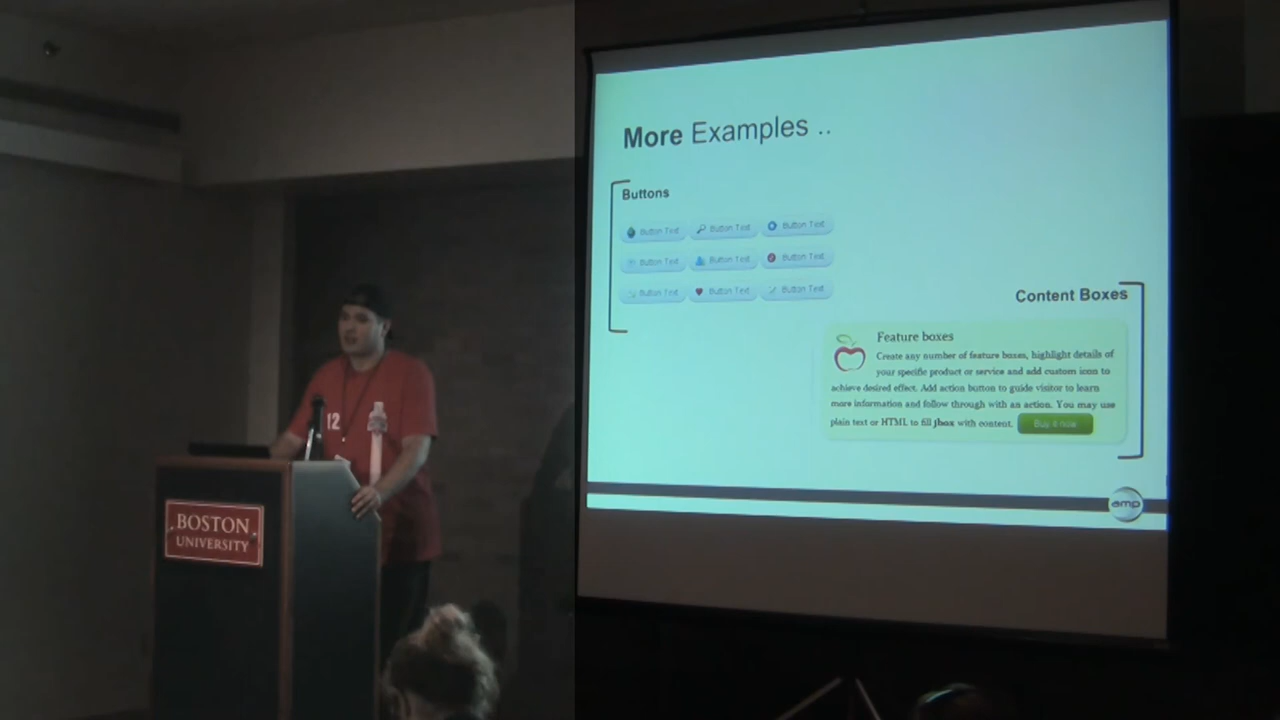 More Examples ..
Buttons
Button Text Button Text Button Text
Button Text Button Text Button Text
Button Text Button Text Button Text
Content Boxes
Feature boxes
Create any number of feature boxes, highlight details of
your specific product or service and add custom icon to
achieve desired effect. Add action button to guide visitor to learn
more information and follow through with an action. You may use
plain text or HTML to fill Jbox with content. Buy it now
amp
12
BOSTON
UNIVERSITY